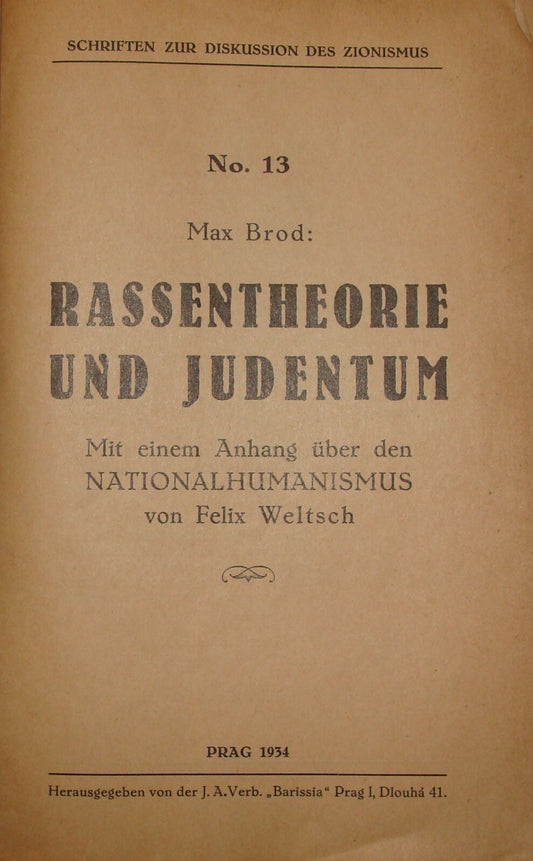 SCHRIFTEN ZUR DISKUSSION DES ZIONISMUS
No. 13
Max Brod:
RASSENTHEORIE
UND JUDENTUM
Mit einem Anhang über den
NATIONALHUMANISMUS
von Felix Weltsch
PRAG 1934
Herausgegeben von der J. A. Verb. „Barissia“ Prag I, Dlouhá 41.